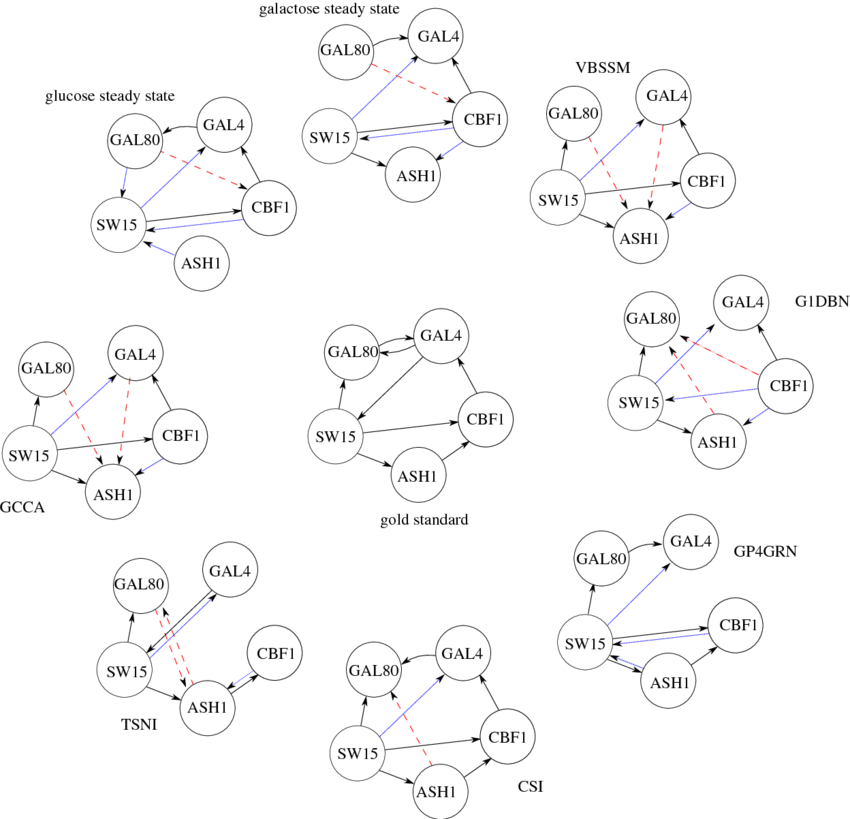 galactose steady state
GAL80
GAL4
SW15
CBF1
ASH1
glucose steady state
GAL80
GAL4
SW15
CBF1
ASH1
VBSSM
GAL80
GAL4
SW15
CBF1
ASH1
GAL80
GAL4
SW15
CBF1
ASH1
GCCA
GAL80
GAL4
SW15
CBF1
ASH1
gold standard
GAL80
GAL4
G1DBN
SW15
CBF1
ASH1
GAL80
GAL4
SW15
CBF1
ASH1
TSNI
GAL80
GAL4
SW15
CBF1
ASH1
CSI
GAL80
GAL4
GP4GRN
SW15
CBF1
ASH1